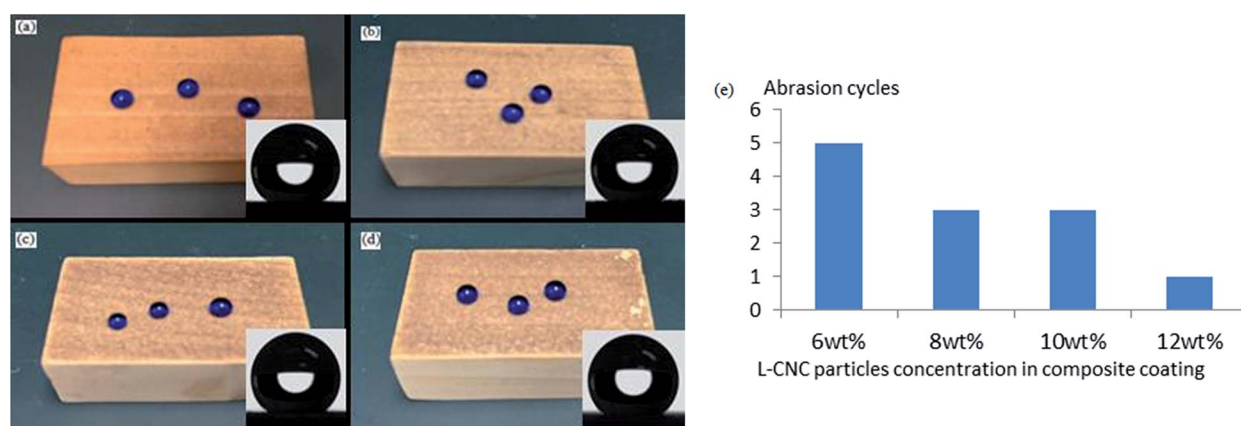 (a)
(b)
(c)
(d)
(e) Abrasion cycles
6
5
4
3
2
1
0
6wt% 8wt% 10wt% 12wt%
L-CNC particles concentration in composite coating